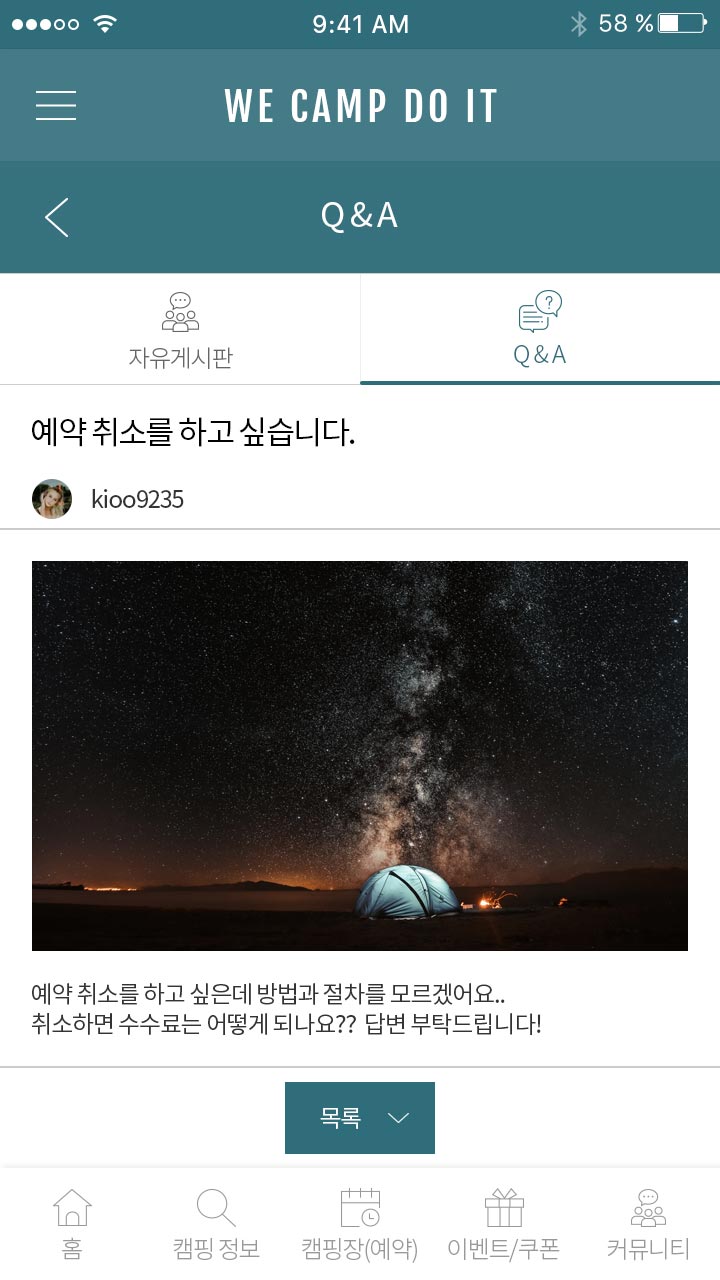 9:41 AM
58 %
WE CAMP DO IT
Q&A
자유게시판
Q&A
예약 취소를 하고 싶습니다.
kioo9235
예약 취소를 하고 싶은데 방법과 절차를 모르겠어요..
취소하면 수수료는 어떻게 되나요?? 답변 부탁드립니다!
목록
홈
캠핑 정보
캠핑장(예약)
이벤트/쿠폰
커뮤니티